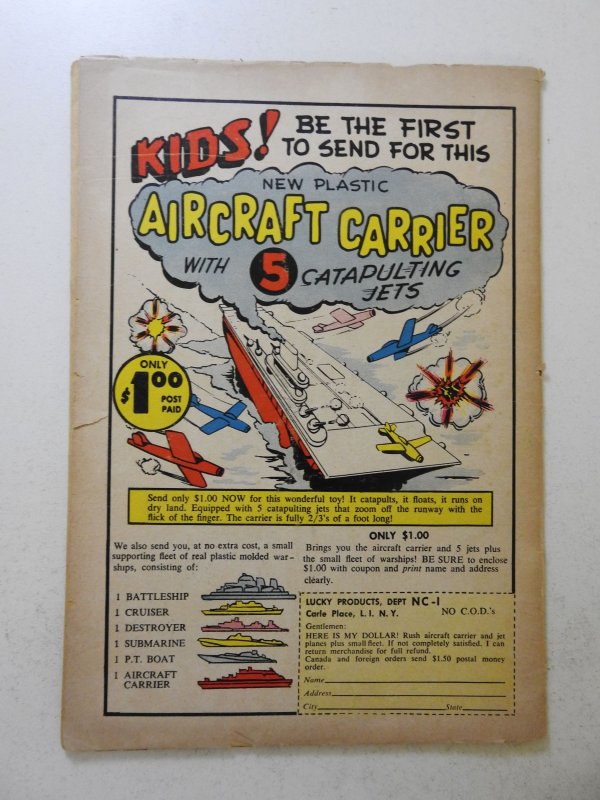 KIDS! BE THE FIRST
TO SEND FOR THIS
NEW PLASTIC
AIRCRAFT CARRIER
WITH 5 CATAPULTING
JETS
ONLY
$1.00
POST
PAID
Send only $1.00 NOW for this wonderful toy! It catapults, it floats, it runs on
dry land. Equipped with 5 catapulting jets that zoom off the runway with the
flick of the finger. The carrier is fully 2/3's of a foot long!
We also send you, at no extra cost, a small
supporting fleet of real plastic molded war-
ships, consisting of:
1 BATTLESHIP
1 CRUISER
1 DESTROYER
1 SUBMARINE
1 P.T. BOAT
1 AIRCRAFT
CARRIER
ONLY $1.00
Brings you the aircraft carrier and 5 jets plus
the small fleet of warships! BE SURE to enclose
$1.00 with coupon and print name and address
clearly.
LUCKY PRODUCTS, DEPT NC-1
Carle Place, L. I. N. Y. NO C.O.D.'s
Gentlemen:
HERE IS MY DOLLAR! Rush aircraft carrier and jet
planes plus small fleet. If not completely satisfied. I can
return merchandise for full refund.
Canada and foreign orders send $1.50 postal money
order.
Name
Address
City State